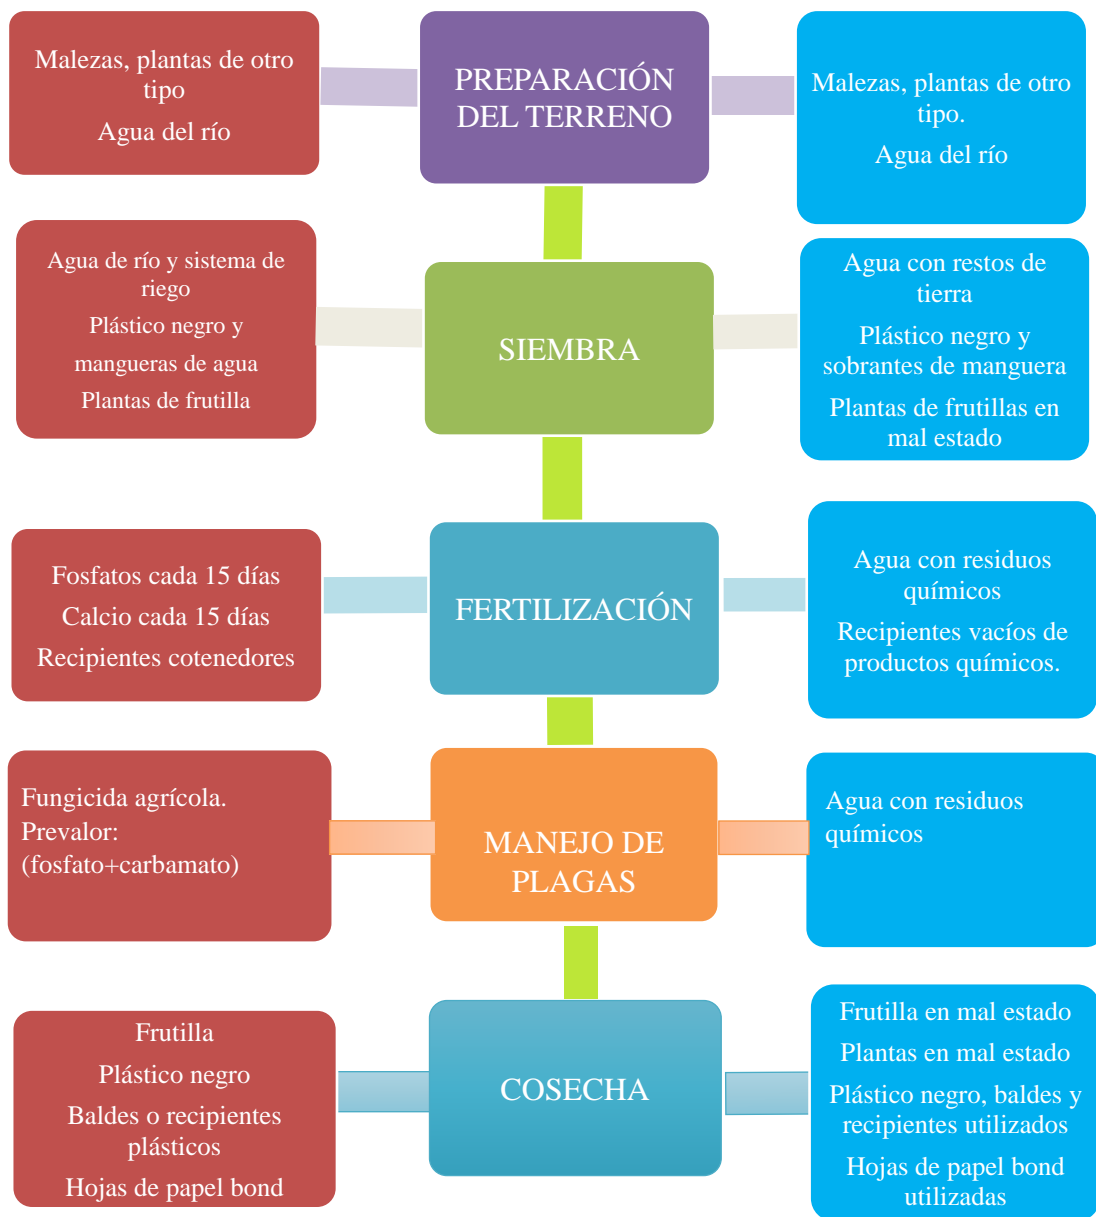 Malezas, plantas de otro
tipo
Agua del río
PREPARACIÓN
DEL TERRENO
Malezas, plantas de otro
tipo.
Agua del río
Agua de río y sistema de
riego
Plástico negro y
mangueras de agua
Plantas de frutilla
SIEMBRA
Agua con restos de
tierra
Plástico negro y
sobrantes de manguera
Plantas de frutillas en
mal estado
Fosfatos cada 15 días
Calcio cada 15 días
Recipientes cotenedores
FERTILIZACIÓN
Agua con residuos
químicos
Recipientes vacíos de
productos químicos.
Fungicida agrícola.
Prevalor:
(fosfato+carbamato)
MANEJO DE
PLAGAS
Agua con residuos
químicos
Frutilla
Plástico negro
Baldes o recipientes
plásticos
Hojas de papel bond
COSECHA
Frutilla en mal estado
Plantas en mal estado
Plástico negro, baldes y
recipientes utilizados
Hojas de papel bond
utilizadas